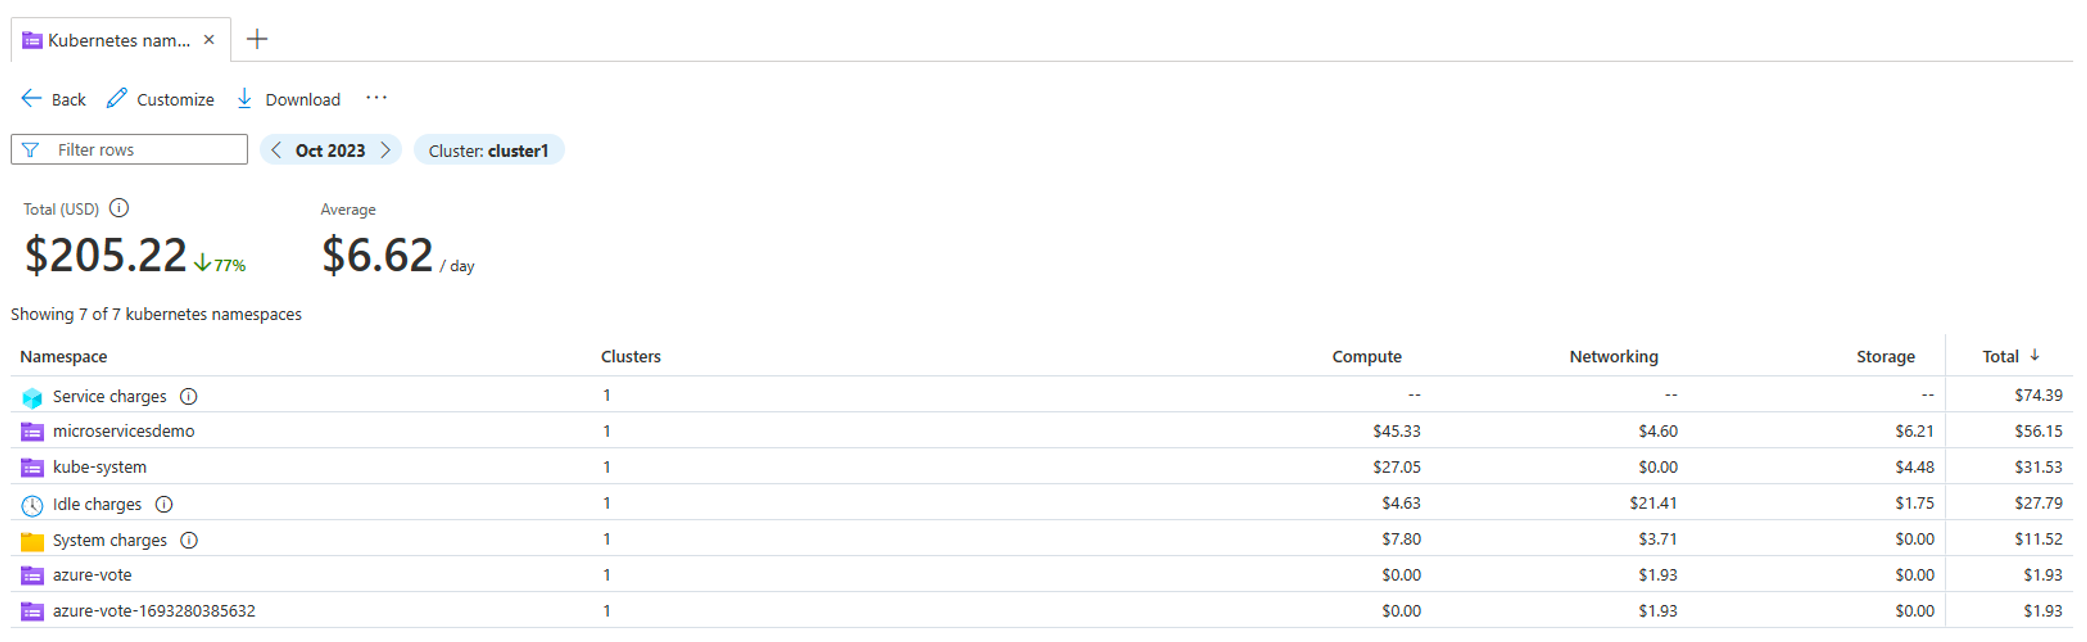 Kubernetes nam...
Back Customize Download ...
Filter rows Oct 2023 Cluster: cluster1
Total (USD) Average
$205.22 77% $6.62 / day
Showing 7 of 7 kubernetes namespaces
Namespace Clusters Compute Networking Storage Total
Service charges 1 -- -- -- $74.39
microservicesdemo 1 $45.33 $4.60 $6.21 $56.15
kube-system 1 $27.05 $0.00 $4.48 $31.53
Idle charges 1 $4.63 $21.41 $1.75 $27.79
System charges 1 $7.80 $3.71 $0.00 $11.52
azure-vote 1 $0.00 $1.93 $0.00 $1.93
azure-vote-1693280385632 1 $0.00 $1.93 $0.00 $1.93